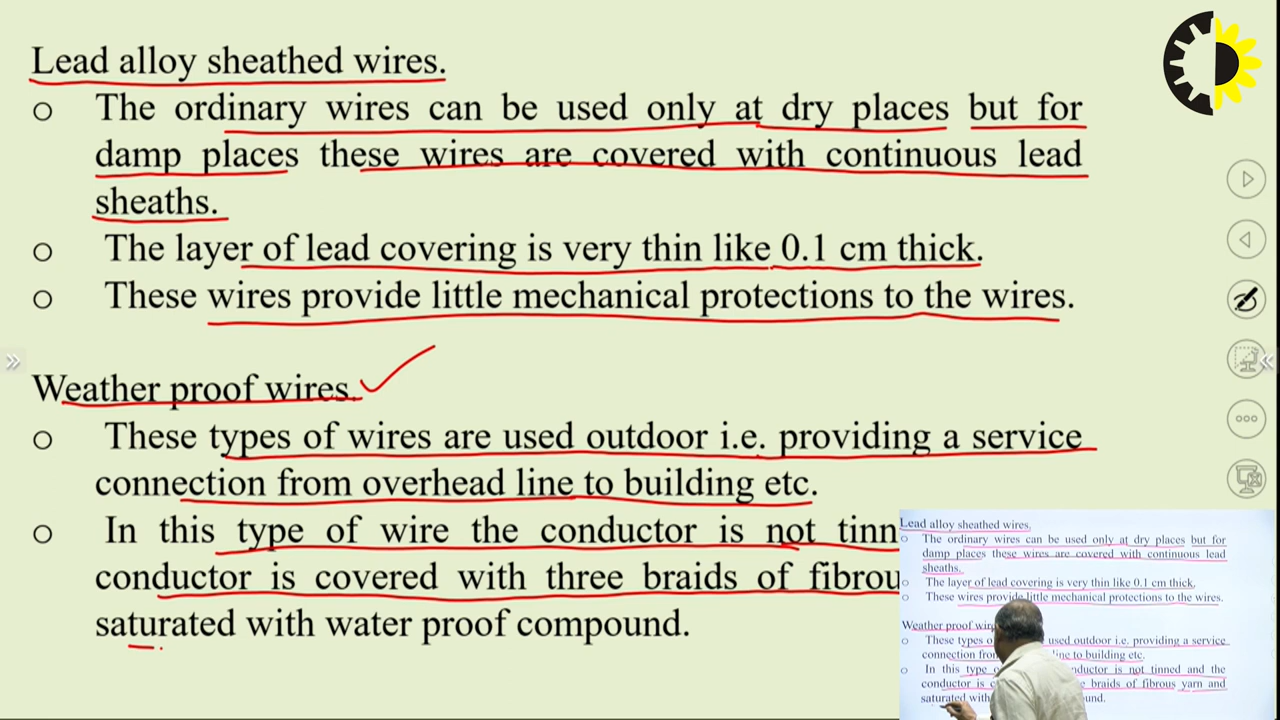 Lead alloy sheathed wires.
o The ordinary wires can be used only at dry places but for
damp places these wires are covered with continuous lead
sheaths.
o The layer of lead covering is very thin like 0.1 cm thick.
o These wires provide little mechanical protections to the wires.
Weather proof wires.
o These types of wires are used outdoor i.e. providing a service
connection from overhead line to building etc.
o In this type of wire the conductor is not tinn
conductor is covered with three braids of fibrou
saturated with water proof compound.
Lead alloy sheathed wires.
o The ordinary wires can be used only at dry places but for
damp places these wires are covered with continuous lead
sheaths.
o The layer of lead covering is very thin like 0.1 cm thick.
o These wires provide little mechanical protections to the wires.
Weather proof wir
o These types o used outdoor i.e. providing a service
connection from line to building etc.
o In this type o nductor is not tinned and the
conductor is c e braids of fibrous yarn and
saturated with und.